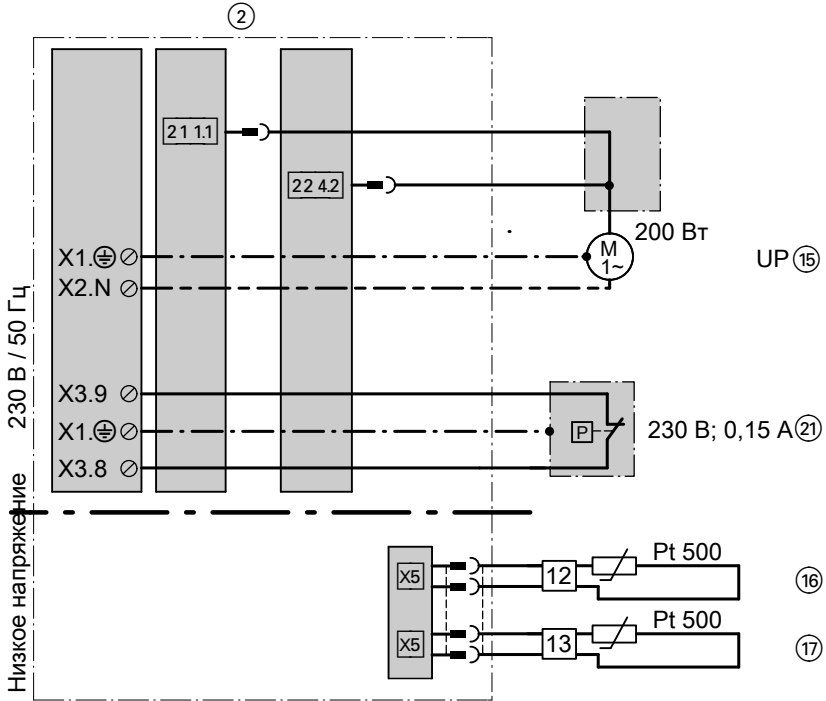 ②
21 1.1
22 4.2
200 Вт
M
1~
X1.⏚
X2.N
UP ⑮
230 В / 50 Гц
X3.9
X1.⏚
X3.8
P
230 В; 0,15 А ㉑
Низкое напряжение
X5
12
Pt 500
⑯
X5
13
Pt 500
⑰